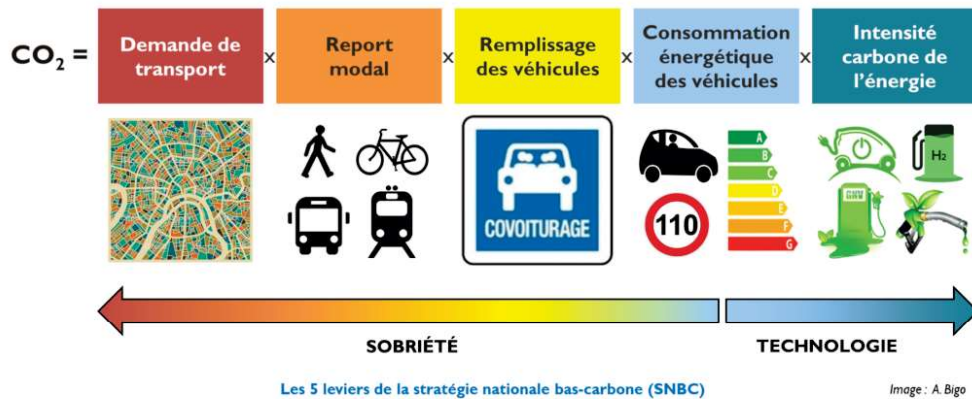 CO₂ =
Demande de
transport
x
Report
modal
x
Remplissage
des véhicules
x
Consommation
énergétique
des véhicules
x
Intensité
carbone de
l'énergie
COVOITURAGE
110
A
B
C
D
E
F
G
H2
GNV
SOBRIÉTÉ
TECHNOLOGIE
Les 5 leviers de la stratégie nationale bas-carbone (SNBC)
Image : A. Bigo